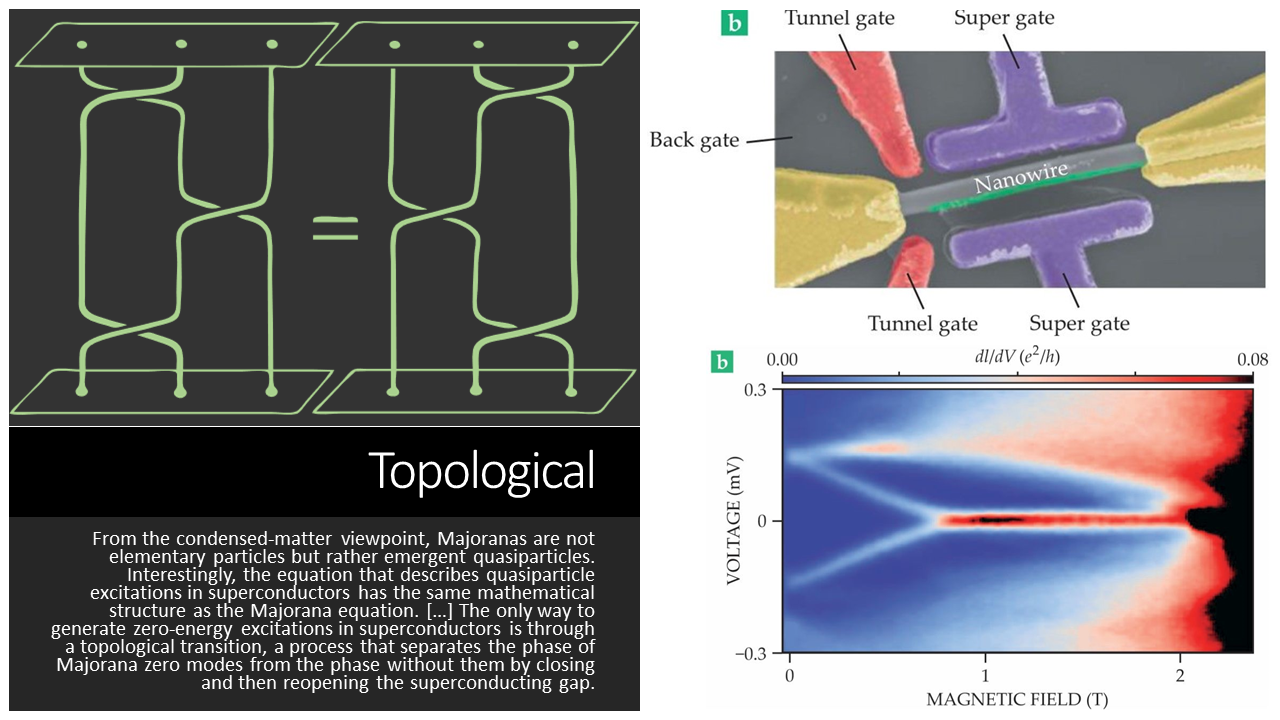 Topological
From the condensed-matter viewpoint, Majoranas are not
elementary particles but rather emergent quasiparticles.
Interestingly, the equation that describes quasiparticle
excitations in superconductors has the same mathematical
structure as the Majorana equation. […] The only way to
generate zero-energy excitations in superconductors is through
a topological transition, a process that separates the phase of
Majorana zero modes from the phase without them by closing
and then reopening the superconducting gap.
b
Tunnel gate
Super gate
Back gate
Nanowire
Tunnel gate
Super gate
b
0.00
dI/dV (e²/h)
0.08
0.3
0
−0.3
VOLTAGE (mV)
0
1
2
MAGNETIC FIELD (T)